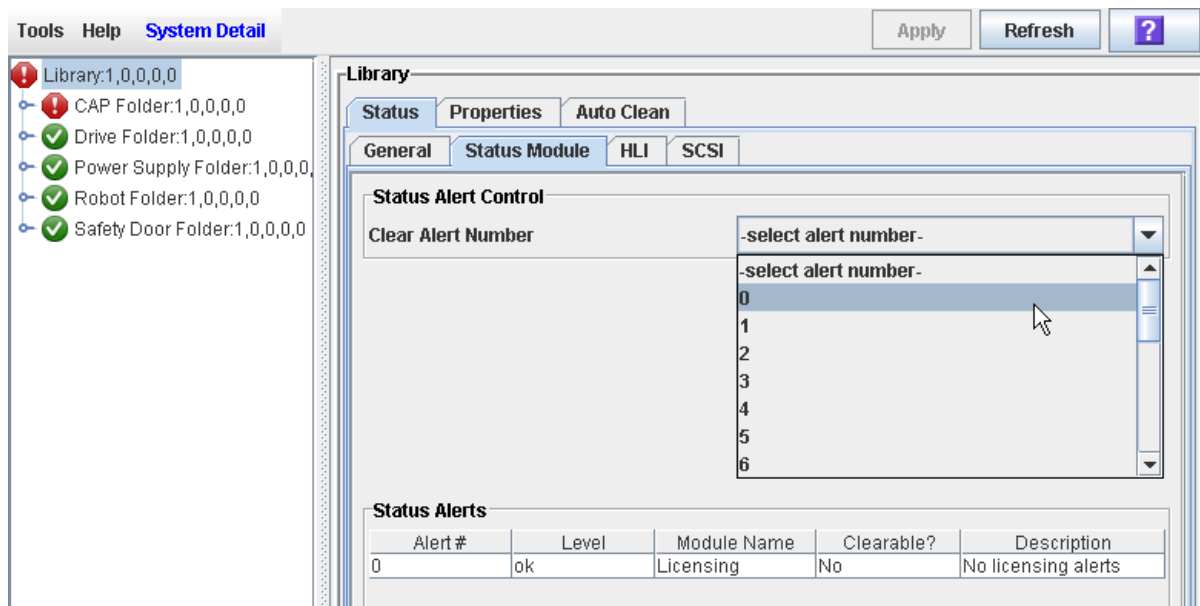 Tools Help System Detail Apply Refresh ?
Library:1,0,0,0,0
CAP Folder:1,0,0,0,0
Drive Folder:1,0,0,0,0
Power Supply Folder:1,0,0,0,
Robot Folder:1,0,0,0,0
Safety Door Folder:1,0,0,0,0
Library
Status Properties Auto Clean
General Status Module HLI SCSI
Status Alert Control
Clear Alert Number -select alert number-
-select alert number-
0
1
2
3
4
5
6
Status Alerts
Alert # Level Module Name Clearable? Description
0 ok Licensing No No licensing alerts